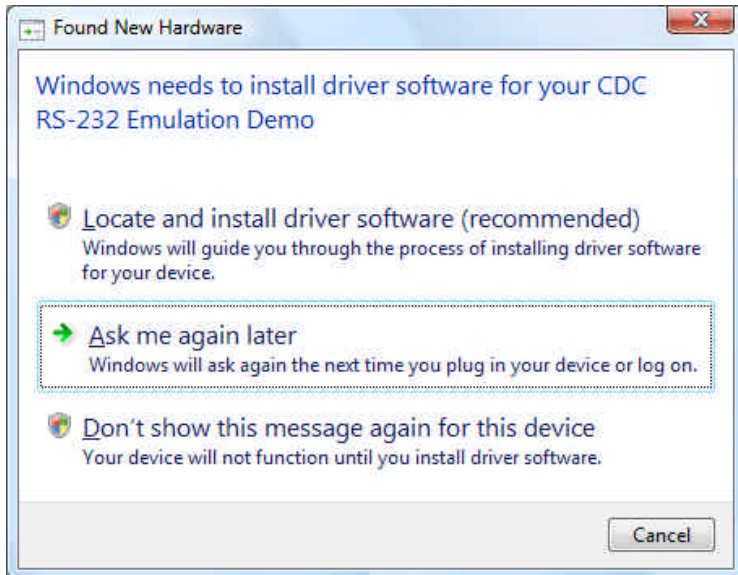 Found New Hardware
Windows needs to install driver software for your CDC
RS-232 Emulation Demo
Locate and install driver software (recommended)
Windows will guide you through the process of installing driver software
for your device.
Ask me again later
Windows will ask again the next time you plug in your device or log on.
Don't show this message again for this device
Your device will not function until you install driver software.
Cancel